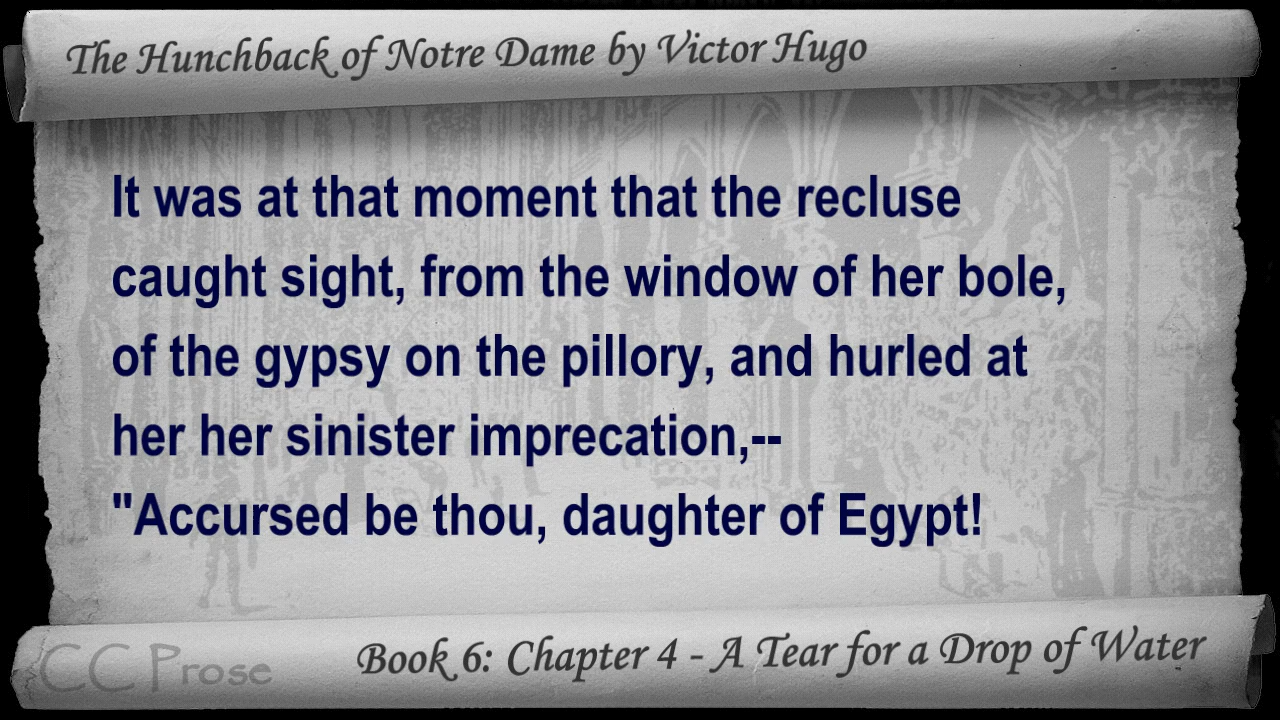 The Hunchback of Notre Dame by Victor Hugo
It was at that moment that the recluse
caught sight, from the window of her bole,
of the gypsy on the pillory, and hurled at
her her sinister imprecation,--
"Accursed be thou, daughter of Egypt!
CC Prose
Book 6: Chapter 4 - A Tear for a Drop of Water